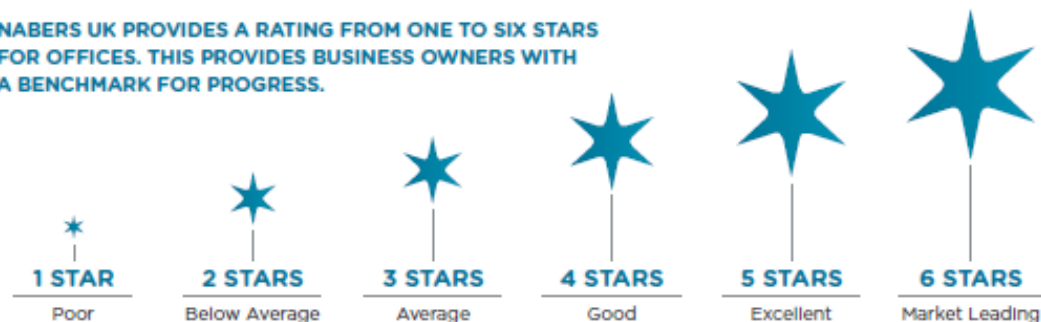 NABERS UK PROVIDES A RATING FROM ONE TO SIX STARS
FOR OFFICES. THIS PROVIDES BUSINESS OWNERS WITH
A BENCHMARK FOR PROGRESS.
1 STAR
Poor
2 STARS
Below Average
3 STARS
Average
4 STARS
Good
5 STARS
Excellent
6 STARS
Market Leading